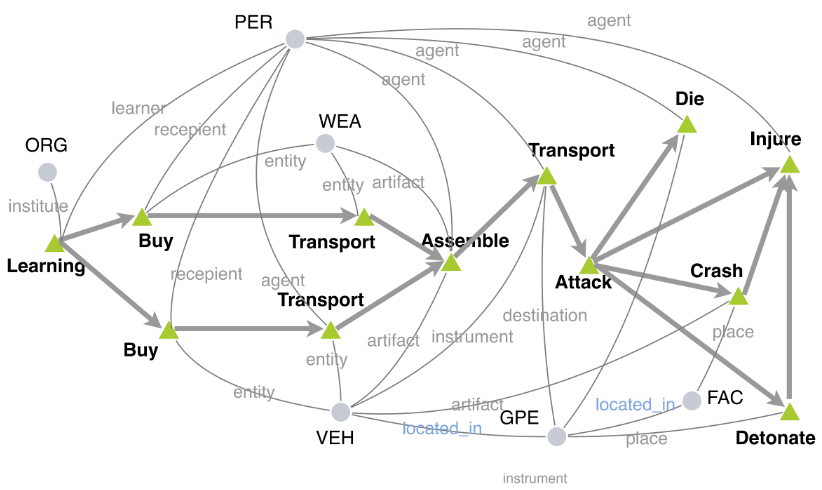 PER
agent
agent
agent
agent
Die
learner
WEA
recepient
ORG
Injure
entity
Transport
entity
artifact
institute
Buy
Transport
Assemble
Learning
recepient
agent
Crash
Attack
Transport
destination
place
Buy
artifact
instrument
entity
entity
artifact
located_in
FAC
GPE
VEH
located_in
place
Detonate
instrument